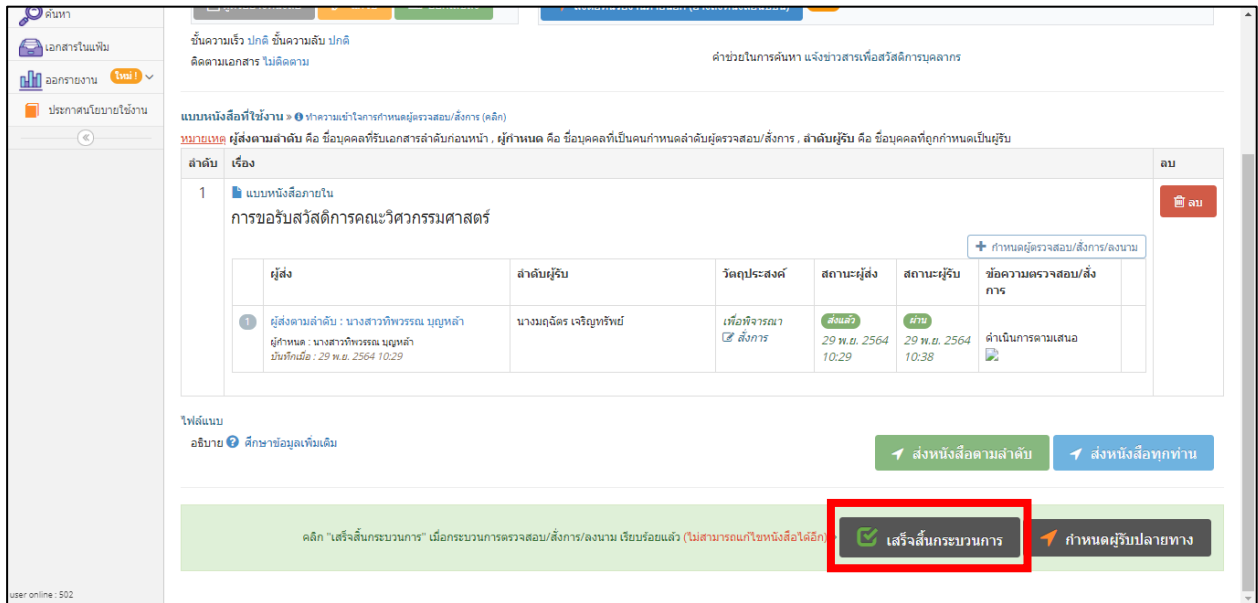 ค้นหา
เอกสารในแฟ้ม
ออกรายงาน ใหม่ !
ประกาศนโยบายใช้งาน
ชั้นความเร็ว ปกติ ชั้นความลับ ปกติ
ติดตามเอกสาร ไม่ติดตาม
คำช่วยในการค้นหา แจ้งข่าวสารเพื่อสวัสดิการบุคลากร
แบบหนังสือที่ใช้งาน » ทำความเข้าใจการกำหนดผู้ตรวจสอบ/สั่งการ (คลิก)
หมายเหตุ ผู้ส่งตามลำดับ คือ ชื่อบุคคลที่รับเอกสารลำดับก่อนหน้า , ผู้กำหนด คือ ชื่อบุคคลที่เป็นคนกำหนดลำดับผู้ตรวจสอบ/สั่งการ , ลำดับผู้รับ คือ ชื่อบุคคลที่ถูกกำหนดเป็นผู้รับ
ลำดับ เรื่อง ลบ
1 แบบหนังสือภายใน
ลบ
การขอรับสวัสดิการคณะวิศวกรรมศาสตร์
+ กำหนดผู้ตรวจสอบ/สั่งการ/ลงนาม
ผู้ส่ง ลำดับผู้รับ วัตถุประสงค์ สถานะผู้ส่ง สถานะผู้รับ ข้อความตรวจสอบ/สั่ง
การ
1 ผู้ส่งตามลำดับ : นางสาวทิพวรรณ บุญหล้า นางมฤฉัตร เจริญทรัพย์ เพื่อพิจารณา ส่งแล้ว ผ่าน
ผู้กำหนด : นางสาวทิพวรรณ บุญหล้า สั่งการ 29 พ.ย. 2564 29 พ.ย. 2564 ดำเนินการตามเสนอ
บันทึกเมื่อ : 29 พ.ย. 2564 10:29 10:29 10:38
ไฟล์แนบ
อธิบาย ศึกษาข้อมูลเพิ่มเติม
ส่งหนังสือตามลำดับ ส่งหนังสือทุกท่าน
คลิก "เสร็จสิ้นกระบวนการ" เมื่อกระบวนการตรวจสอบ/สั่งการ/ลงนาม เรียบร้อยแล้ว (ไม่สามารถแก้ไขหนังสือได้อีก) เสร็จสิ้นกระบวนการ กำหนดผู้รับปลายทาง
user online : 502